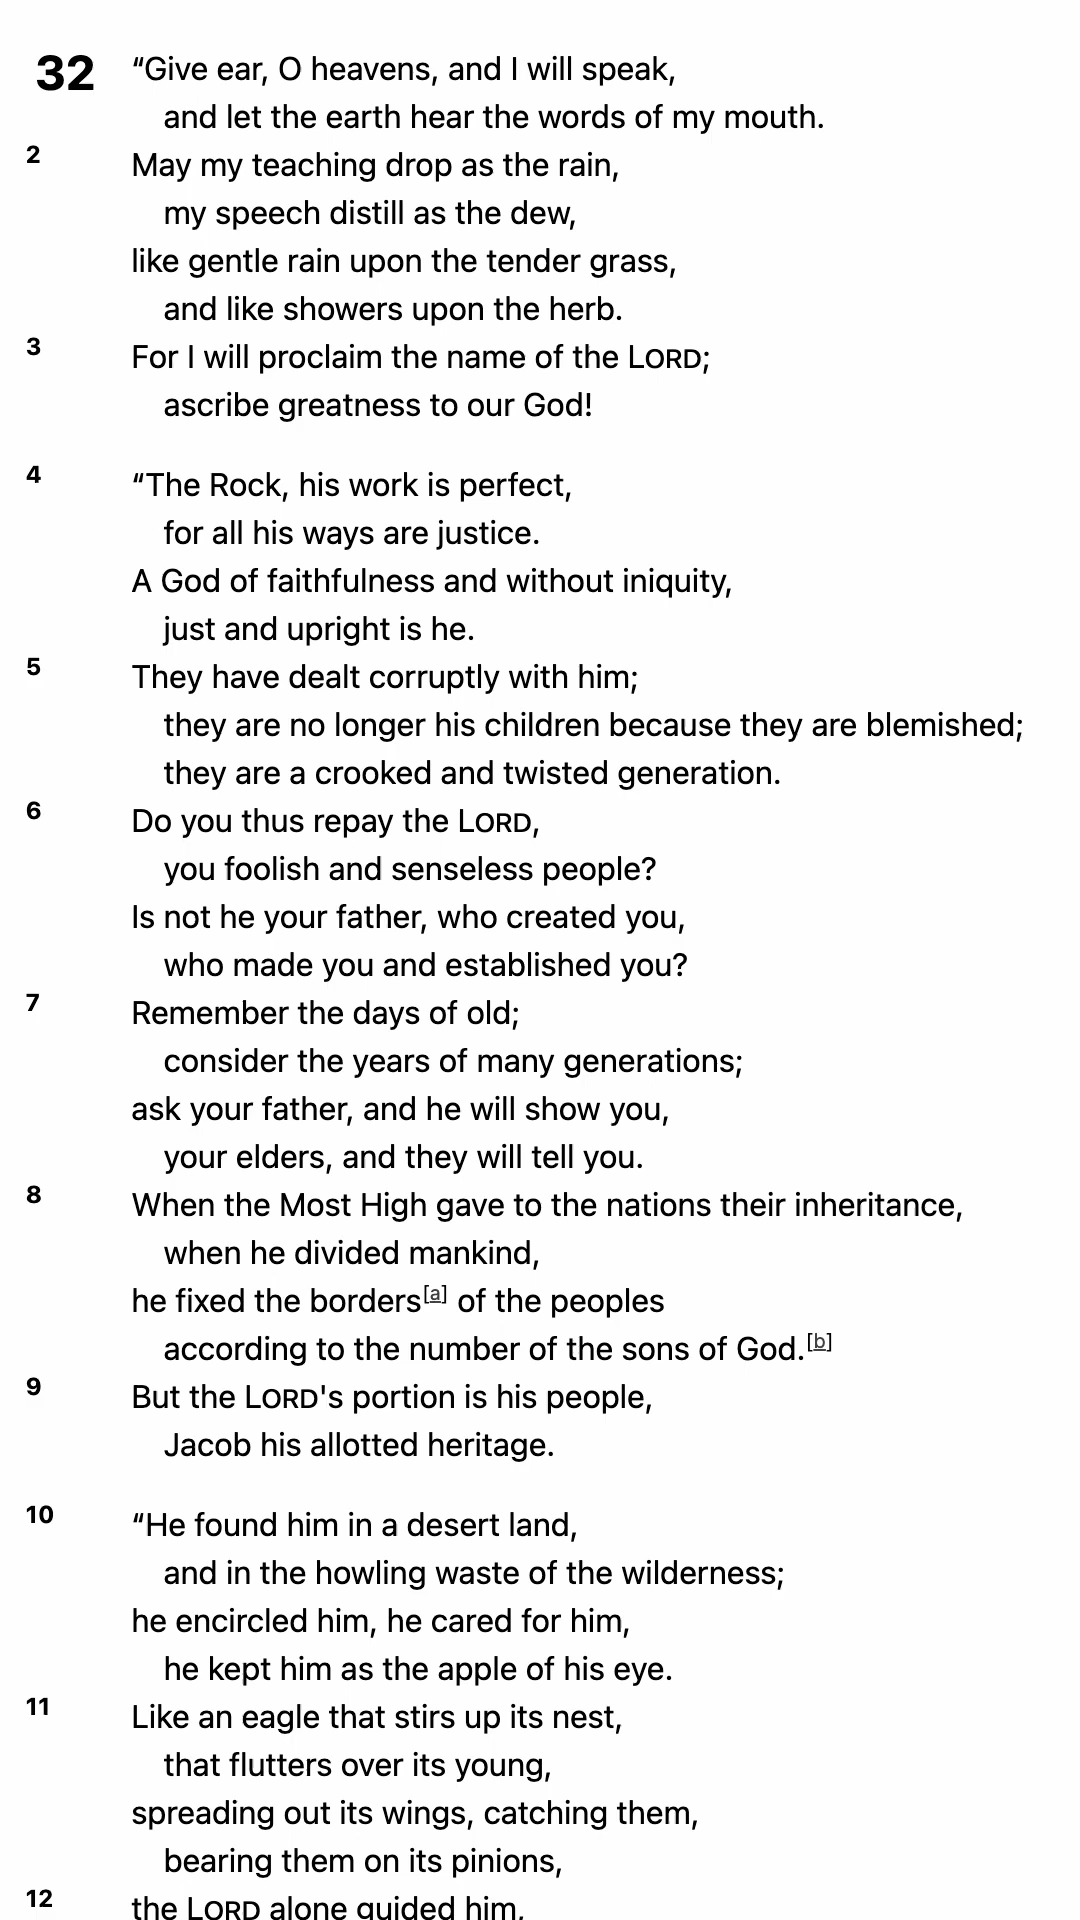 32 “Give ear, O heavens, and I will speak,
and let the earth hear the words of my mouth.
2 May my teaching drop as the rain,
my speech distill as the dew,
like gentle rain upon the tender grass,
and like showers upon the herb.
3 For I will proclaim the name of the LORD;
ascribe greatness to our God!
4 “The Rock, his work is perfect,
for all his ways are justice.
A God of faithfulness and without iniquity,
just and upright is he.
5 They have dealt corruptly with him;
they are no longer his children because they are blemished;
they are a crooked and twisted generation.
6 Do you thus repay the LORD,
you foolish and senseless people?
Is not he your father, who created you,
who made you and established you?
7 Remember the days of old;
consider the years of many generations;
ask your father, and he will show you,
your elders, and they will tell you.
8 When the Most High gave to the nations their inheritance,
when he divided mankind,
he fixed the borders[a] of the peoples
according to the number of the sons of God.[b]
9 But the LORD's portion is his people,
Jacob his allotted heritage.
10 “He found him in a desert land,
and in the howling waste of the wilderness;
he encircled him, he cared for him,
he kept him as the apple of his eye.
11 Like an eagle that stirs up its nest,
that flutters over its young,
spreading out its wings, catching them,
bearing them on its pinions,
12 the LORD alone guided him,